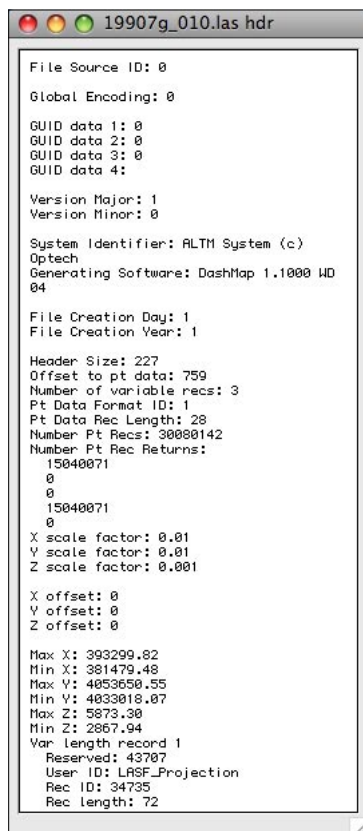 19907g_010.las hdr
File Source ID: 0
Global Encoding: 0
GUID data 1: 0
GUID data 2: 0
GUID data 3: 0
GUID data 4:
Version Major: 1
Version Minor: 0
System Identifier: ALTM System (c)
Optech
Generating Software: DashMap 1.1000 WD
04
File Creation Day: 1
File Creation Year: 1
Header Size: 227
Offset to pt data: 759
Number of variable recs: 3
Pt Data Format ID: 1
Pt Data Rec Length: 28
Number Pt Recs: 30080142
Number Pt Rec Returns:
15040071
0
0
15040071
0
X scale factor: 0.01
Y scale factor: 0.01
Z scale factor: 0.001
X offset: 0
Y offset: 0
Z offset: 0
Max X: 393299.82
Min X: 381479.48
Max Y: 4053650.55
Min Y: 4033018.07
Max Z: 5873.30
Min Z: 2867.94
Var length record 1
Reserved: 43707
User ID: LASF_Projection
Rec ID: 34735
Rec length: 72